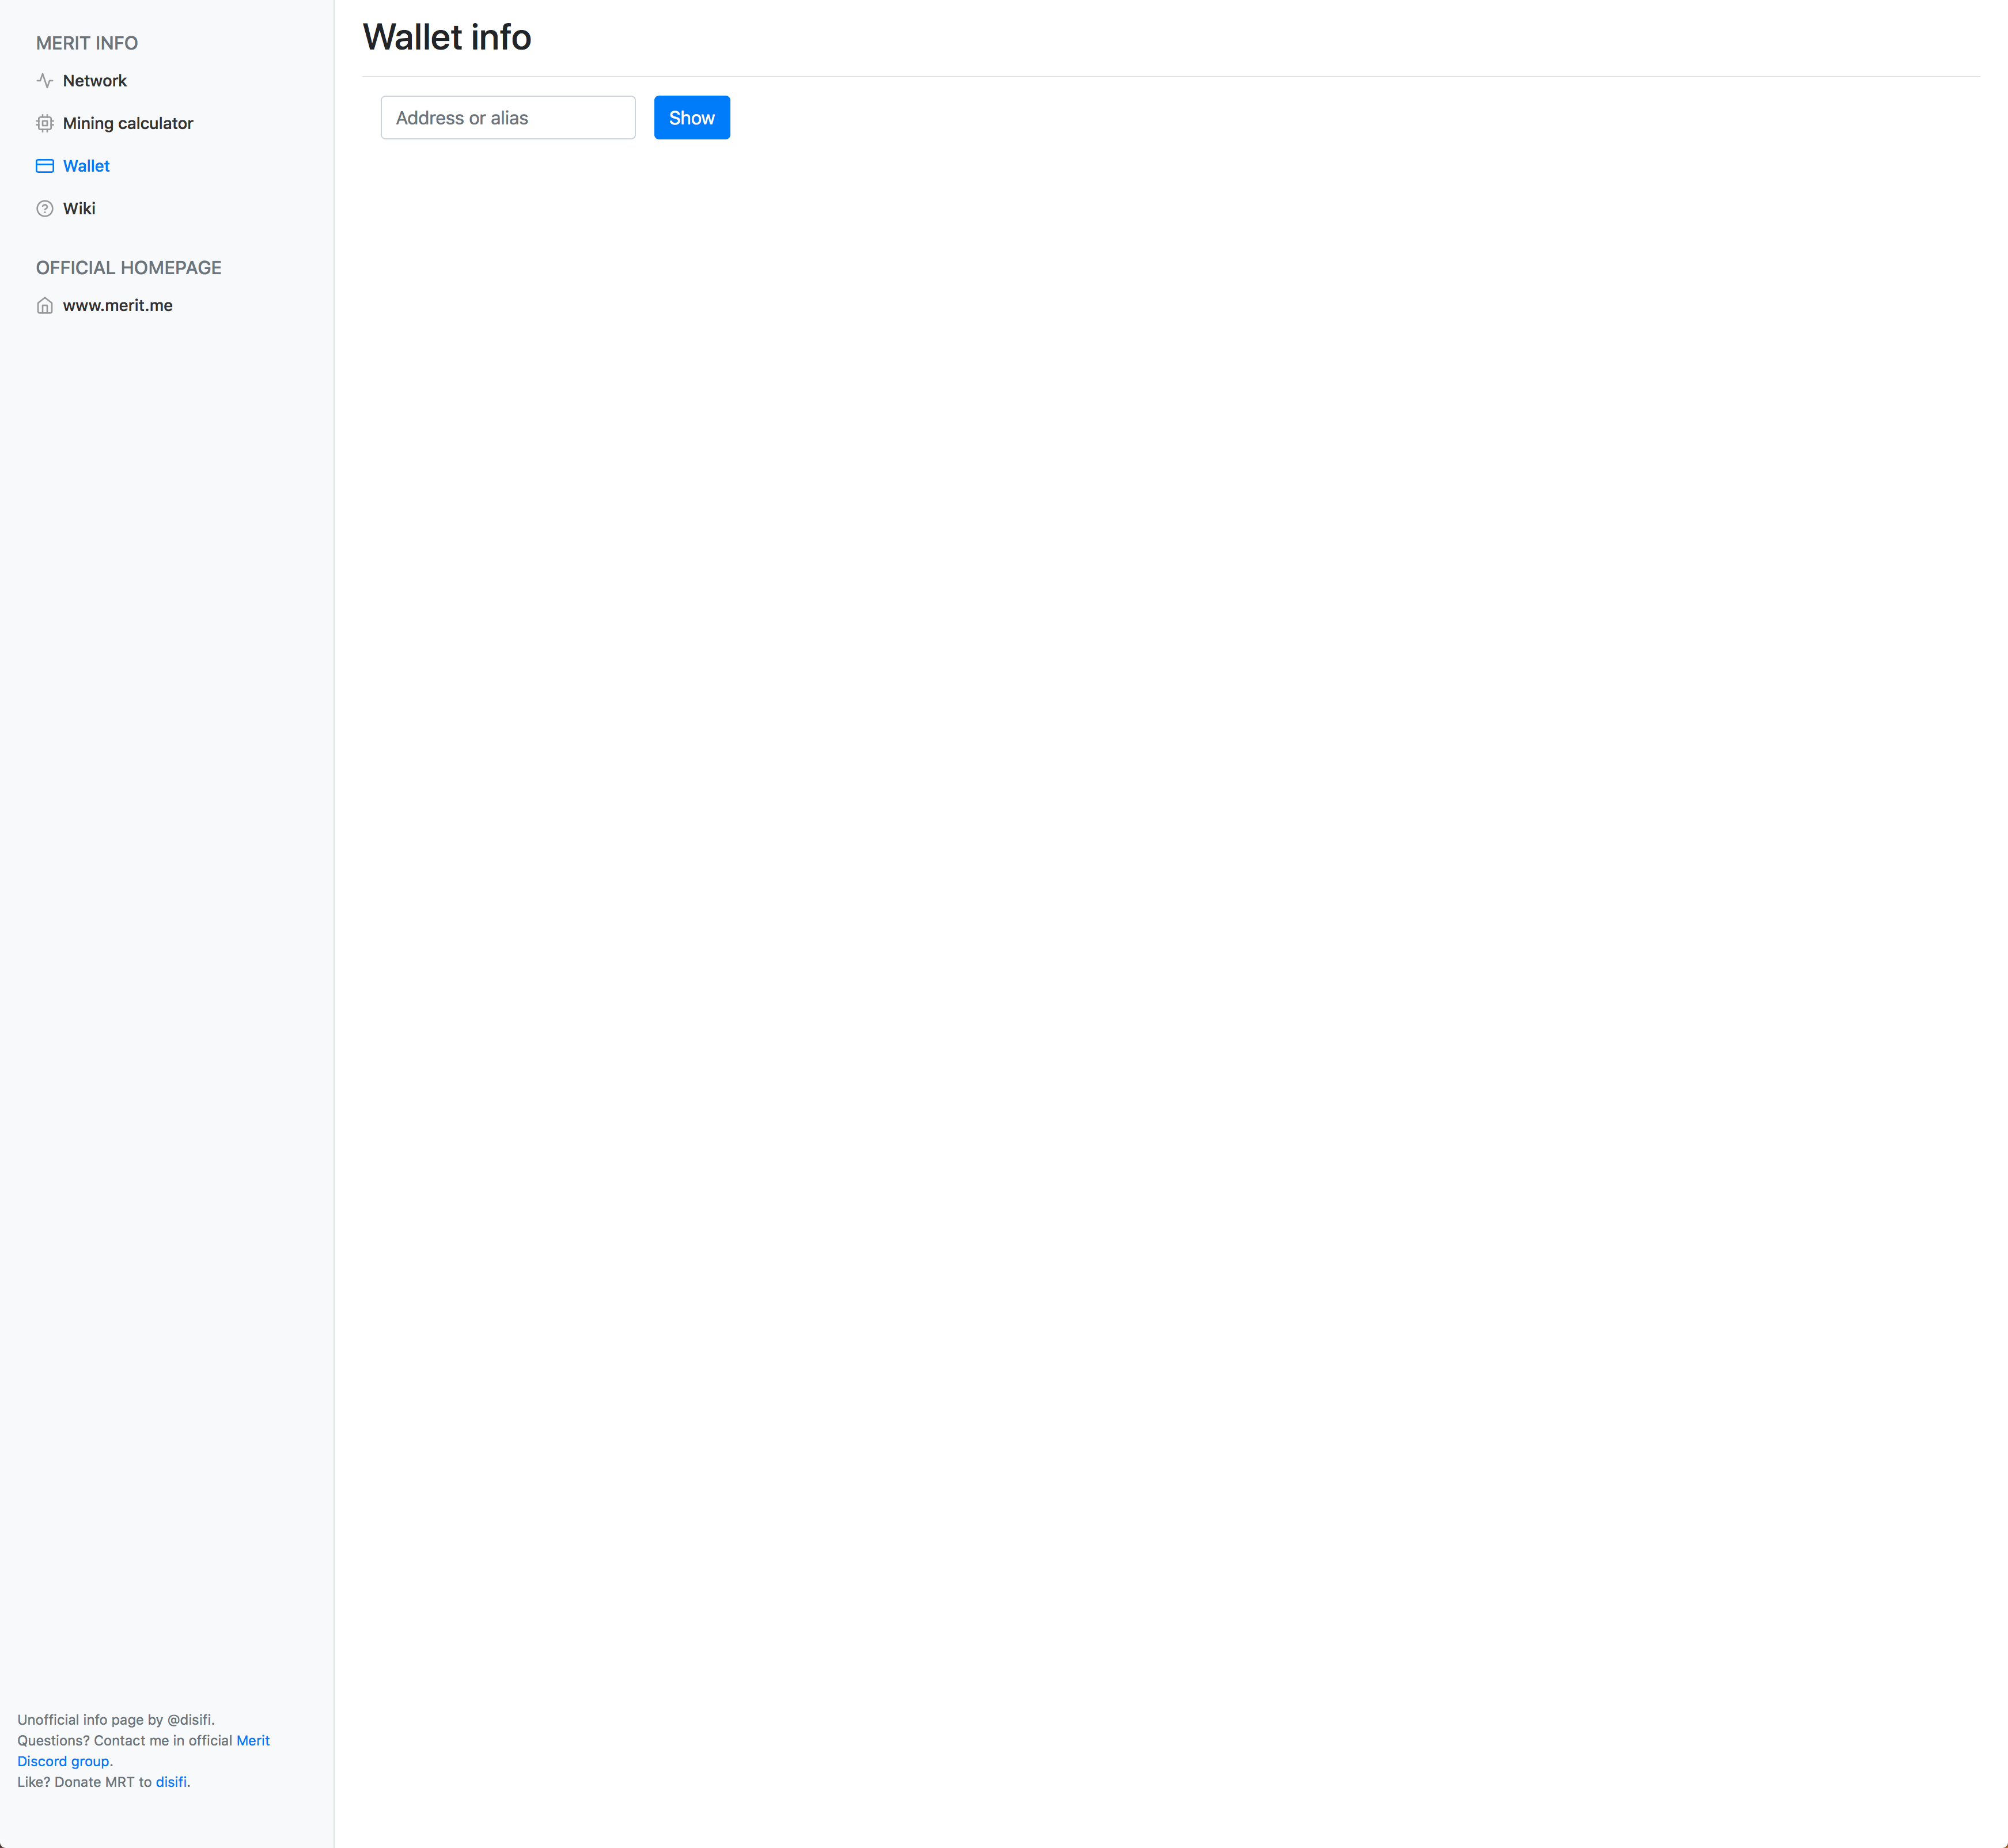 MERIT INFO
Network
Mining calculator
Wallet
Wiki
OFFICIAL HOMEPAGE
www.merit.me
Unofficial info page by @disifi.
Questions? Contact me in official Merit
Discord group.
Like? Donate MRT to disifi.
Wallet info
Address or alias
Show